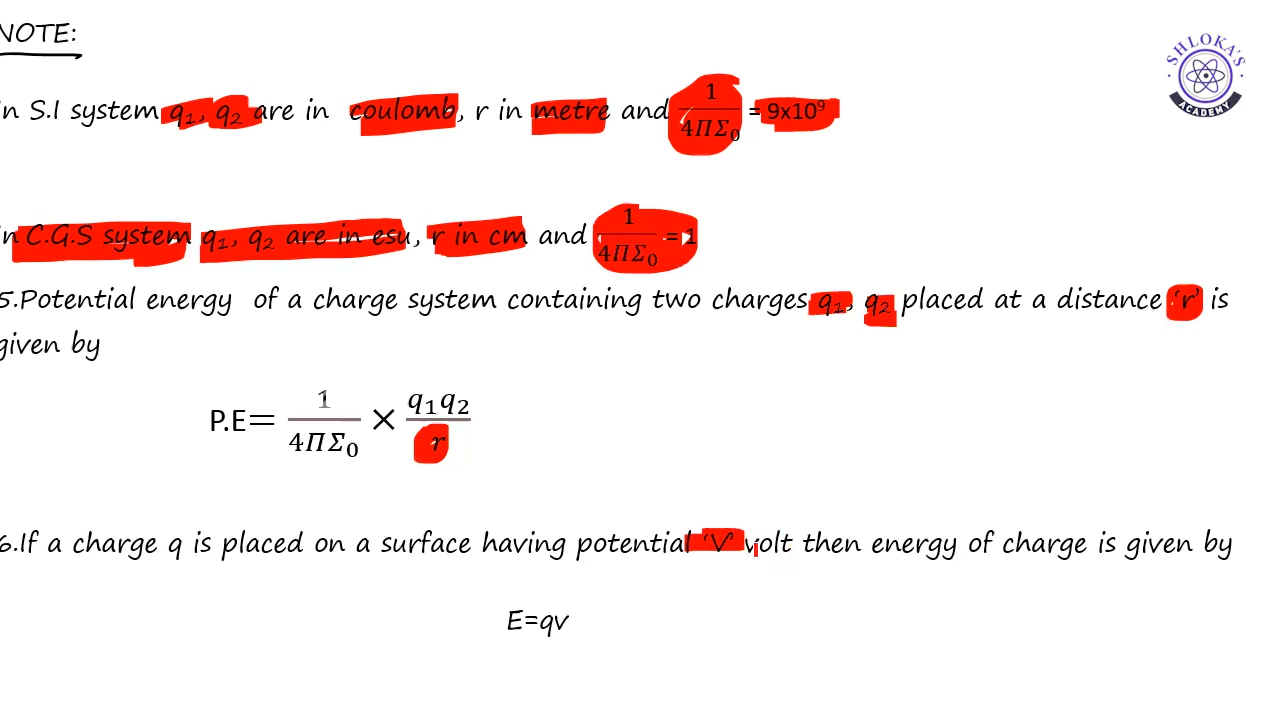 NOTE:
SHLOKA'S
ACADEMY
In S.I system q₁, q₂ are in coulomb, r in metre and 1/4ΠΣ₀ = 9x10⁹
In C.G.S system q₁, q₂ are in esu, r in cm and 1/4ΠΣ₀ = 1
5.Potential energy of a charge system containing two charges q₁, q₂ placed at a distance 'r' is
given by
P.E= 1/4ΠΣ₀ × q₁q₂/r
6.If a charge q is placed on a surface having potential 'V' volt then energy of charge is given by
E=qv